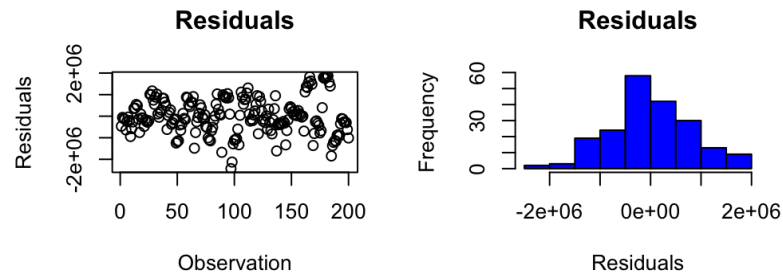 Residuals
Residuals
2e+06
-2e+06
0
50
100
150
200
Observation
Residuals
Frequency
60
30
0
-2e+06
0e+00
2e+06
Residuals